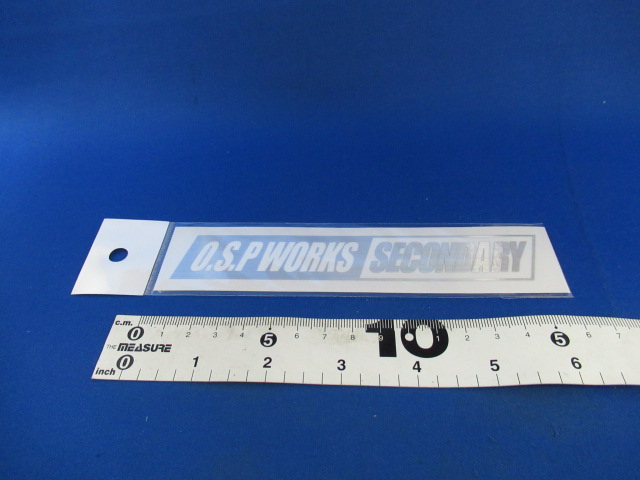 O.S.P WORKS SECONDARY
c.m. 0 1 2 3 4 5 6 7 8 9 10 1 2 3 4 5 6 7
THE MEASURE
inch 0 1 2 3 4 5 6